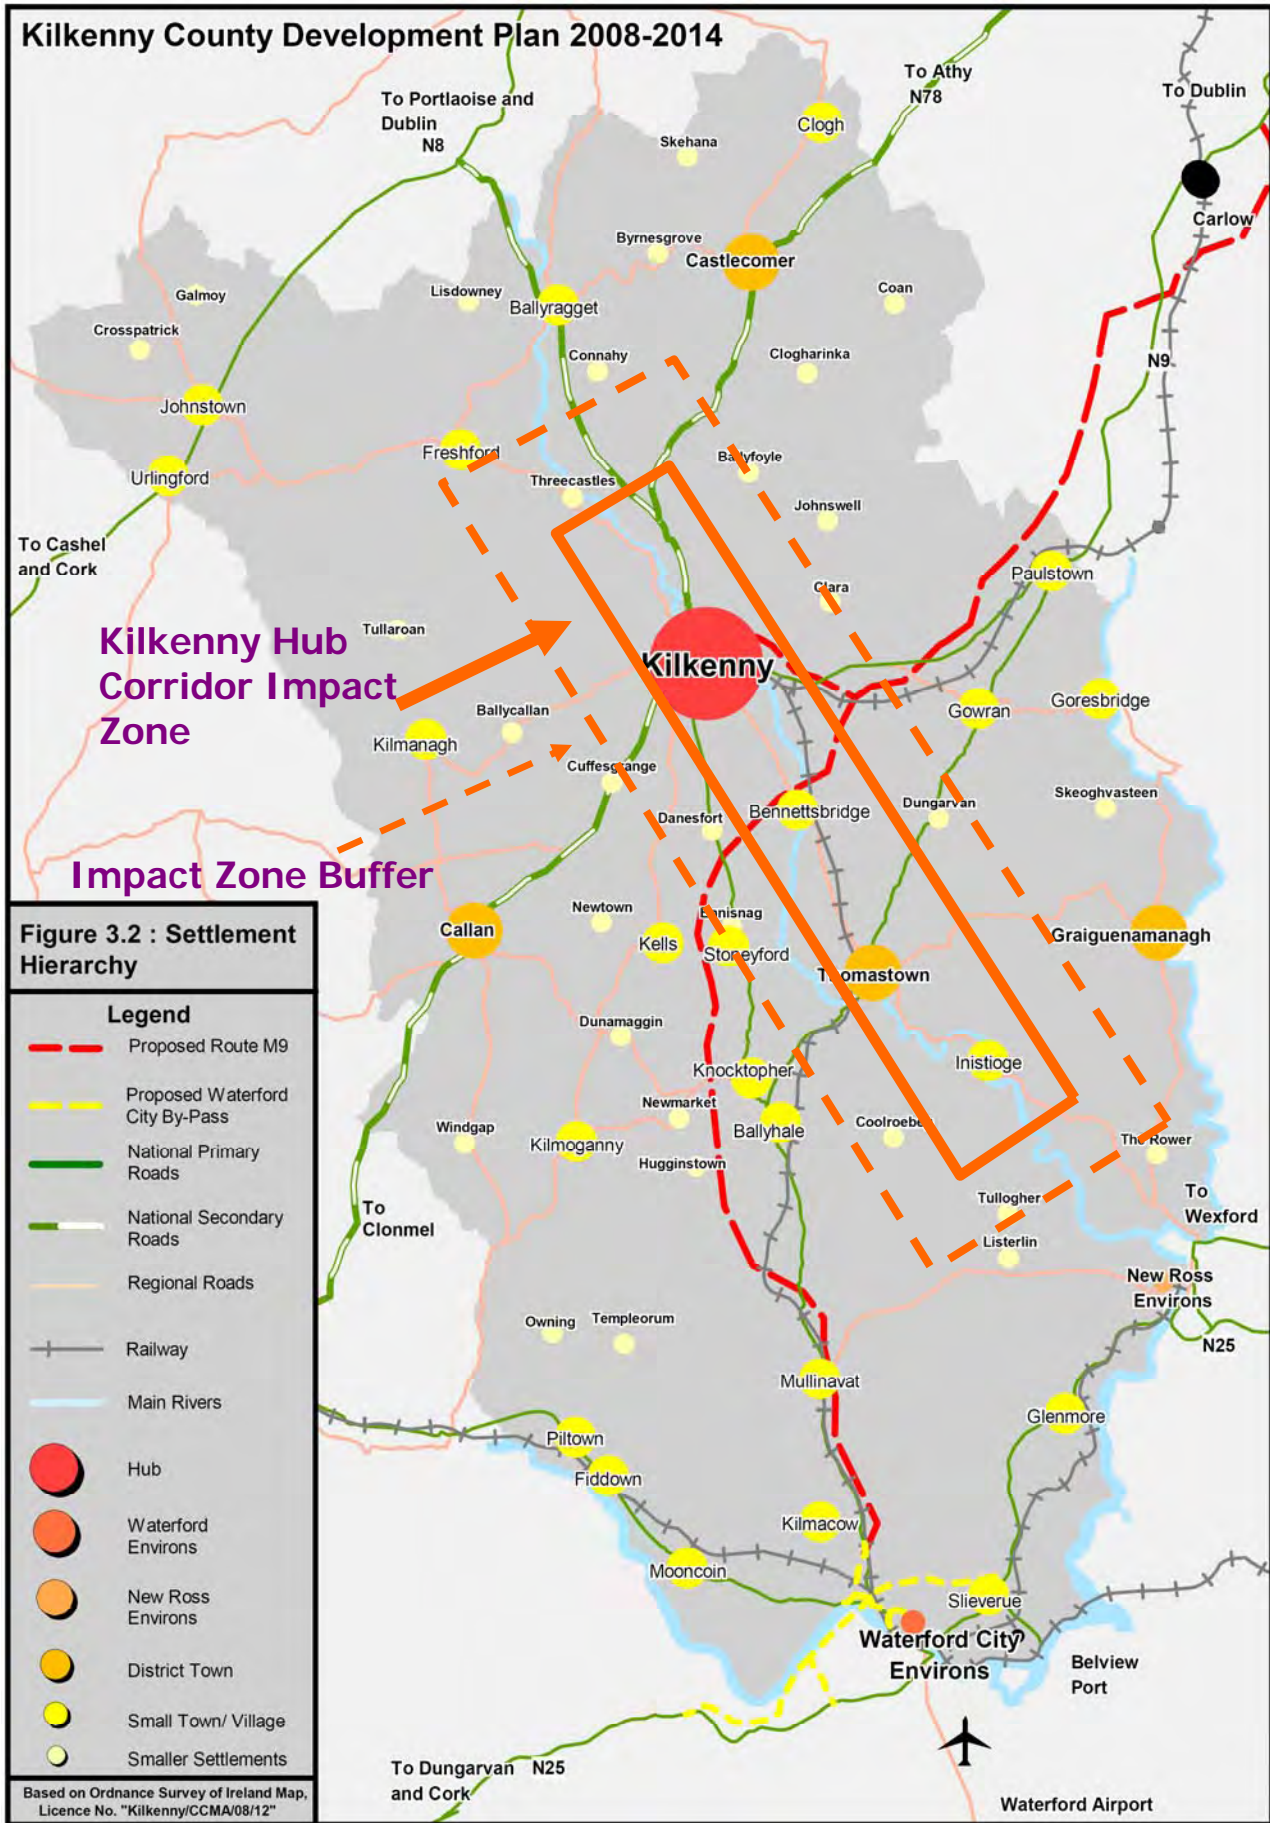 Kilkenny County Development Plan 2008-2014
To Portlaoise and
Dublin
N8
To Athy
N78
To Dublin
Clogh
Skehana
Carlow
Byrnesgrove
Castlecomer
Galmoy
Lisdowney
Ballyragget
Coan
Crosspatrick
Connahy
Clogharinka
N9
Johnstown
Freshford
Ballyfoyle
Urlingford
Threecastles
Johnswell
To Cashel
and Cork
Paulstown
Clara
Tullaroan
Kilkenny Hub
Corridor Impact
Zone
Kilkenny
Ballycallan
Gowran
Goresbridge
Kilmanagh
Cuffesgrange
Danesfort
Bennettsbridge
Dungarvan
Skeoghvasteen
Impact Zone Buffer
Newtown
Ennisnag
Callan
Kells
Stoneyford
Graiguenamanagh
Thomastown
Dunamaggin
Knocktopher
Inistioge
Newmarket
Windgap
Kilmoganny
Ballyhale
Coolroebeg
The Rower
Hugginstown
To
Clonmel
Tullogher
To
Wexford
Listerlin
New Ross
Environs
Owning
Templeorum
N25
Mullinavat
Glenmore
Piltown
Fiddown
Kilmacow
Mooncoin
Slieverue
Waterford City
Environs
Belview
Port
To Dungarvan N25
and Cork
Waterford Airport
Figure 3.2 : Settlement
Hierarchy
Legend
Proposed Route M9
Proposed Waterford
City By-Pass
National Primary
Roads
National Secondary
Roads
Regional Roads
Railway
Main Rivers
Hub
Waterford
Environs
New Ross
Environs
District Town
Small Town/ Village
Smaller Settlements
Based on Ordnance Survey of Ireland Map,
Licence No. "Kilkenny/CCMA/08/12"